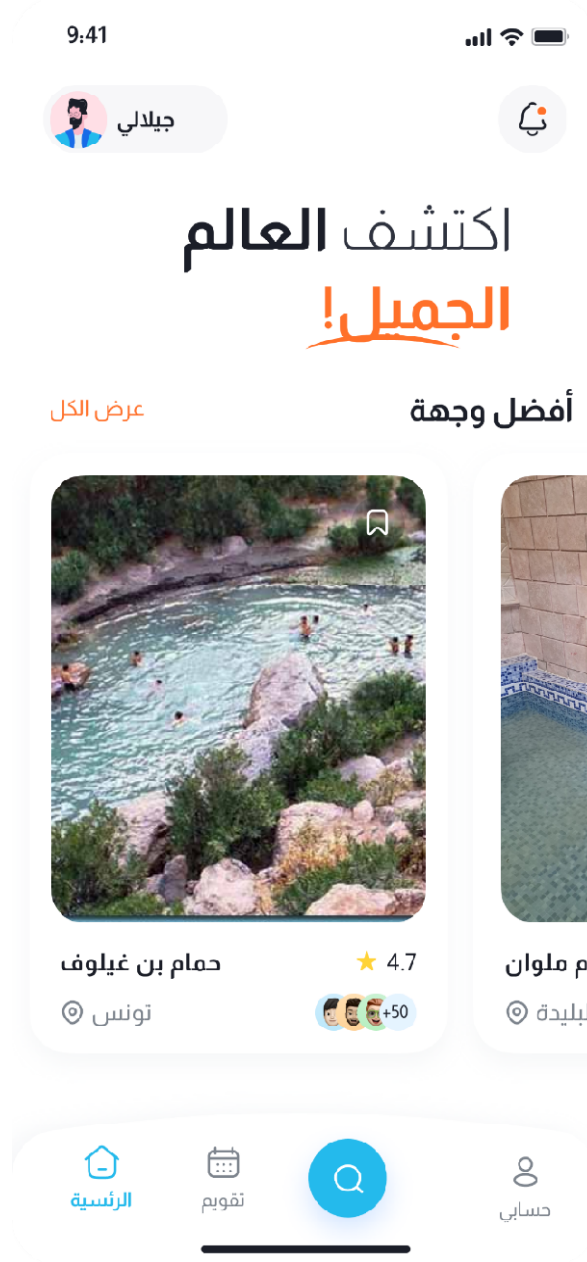 9:41
جيلالي
اكتشف العالم
الجميل!
أفضل وجهة
عرض الكل
حمام بن غيلوف
4.7
تونس
+50
م ملوان
لبليدة
الرئسية
تقويم
حسابي